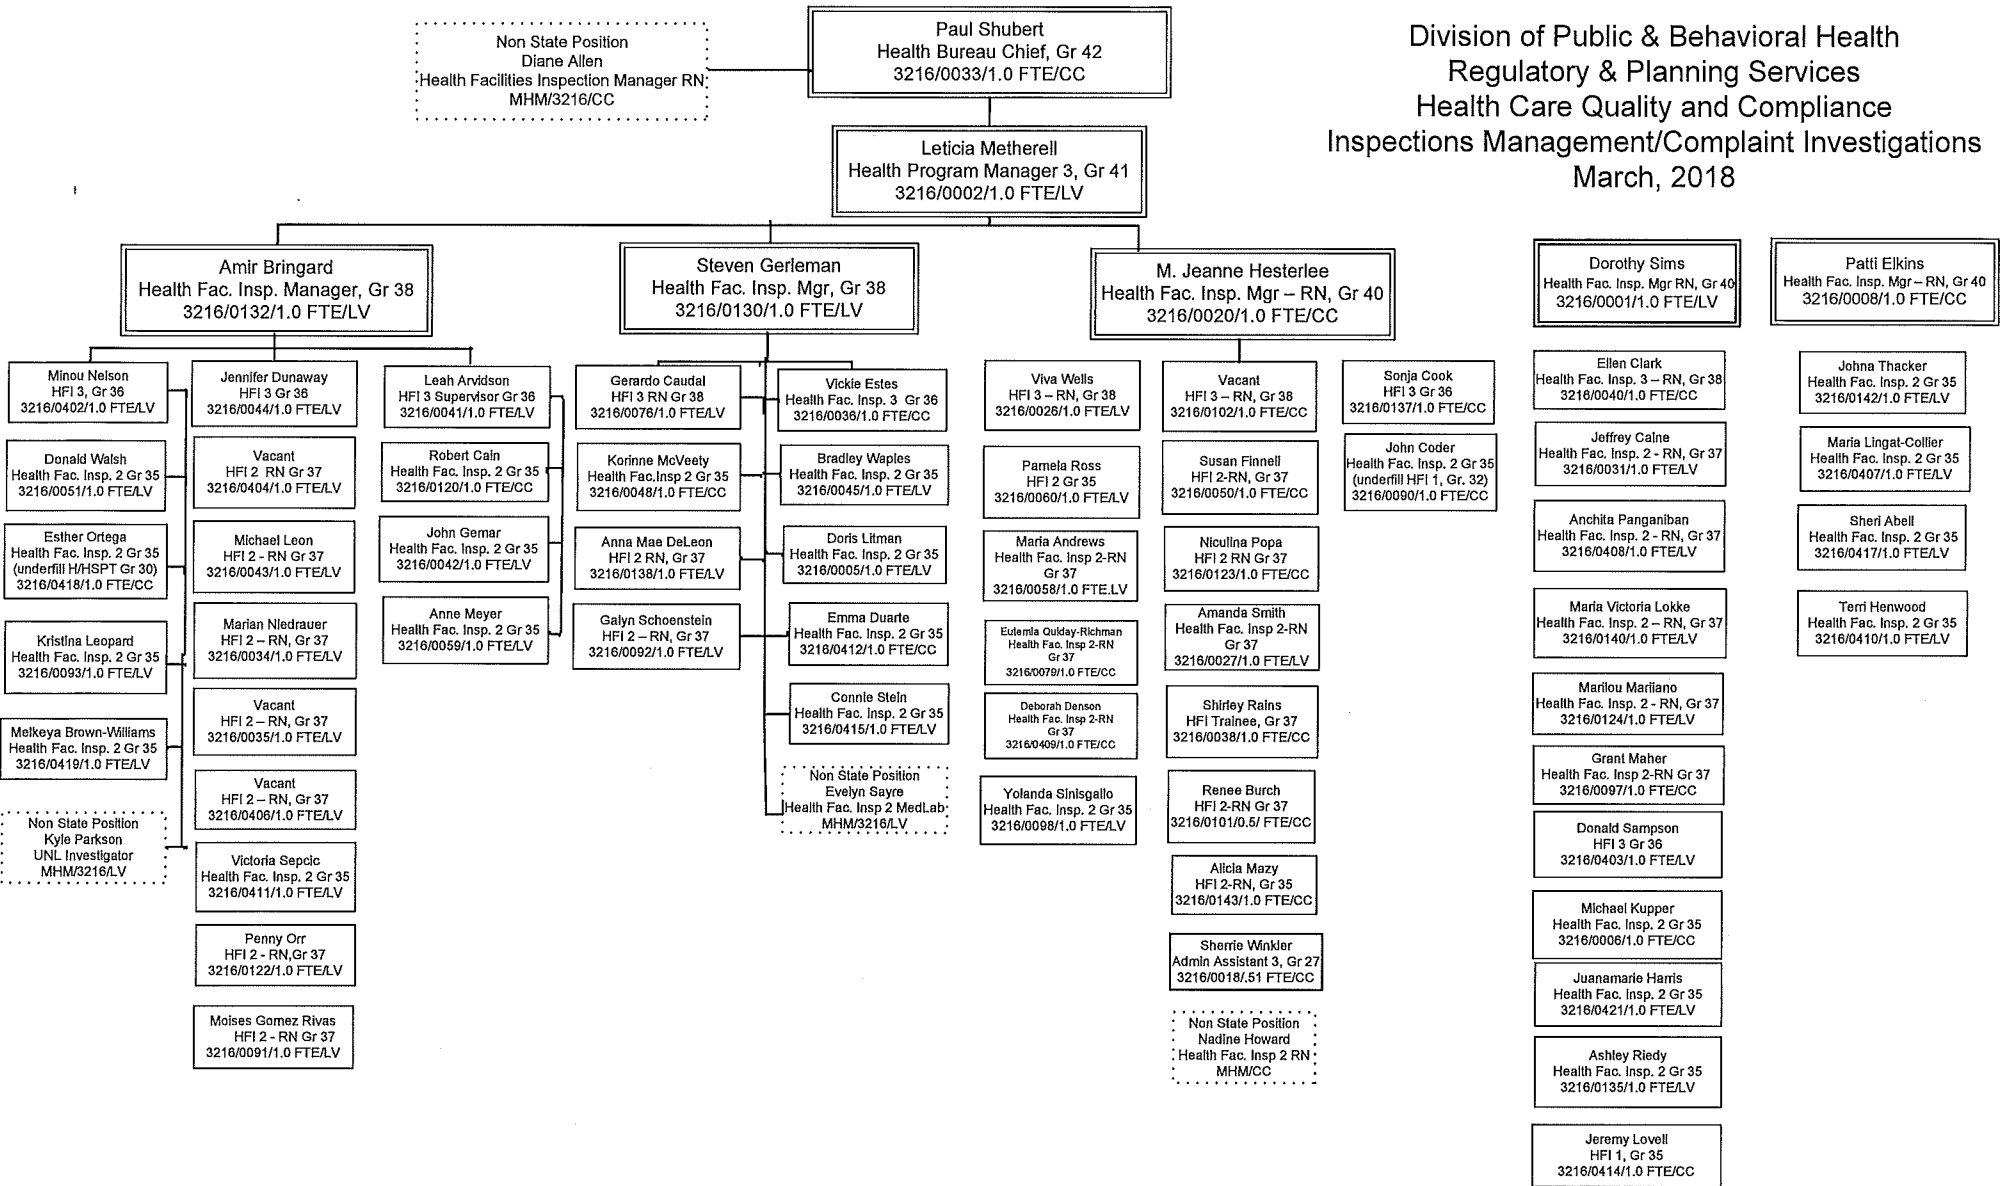 Division of Public & Behavioral Health
Regulatory & Planning Services
Health Care Quality and Compliance
Inspections Management/Complaint Investigations
March, 2018
Non State Position
Diane Allen
Health Facilities Inspection Manager RN
MHM/3216/CC
Paul Shubert
Health Bureau Chief, Gr 42
3216/0033/1.0 FTE/CC
Leticia Metherell
Health Program Manager 3, Gr 41
3216/0002/1.0 FTE/LV
Amir Bringard
Health Fac. Insp. Manager, Gr 38
3216/0132/1.0 FTE/LV
Steven Gerleman
Health Fac. Insp. Mgr, Gr 38
3216/0130/1.0 FTE/LV
M. Jeanne Hesterlee
Health Fac. Insp. Mgr – RN, Gr 40
3216/0020/1.0 FTE/CC
Dorothy Sims
Health Fac. Insp. Mgr RN, Gr 40
3216/0001/1.0 FTE/LV
Patti Elkins
Health Fac. Insp. Mgr – RN, Gr 40
3216/0008/1.0 FTE/CC
Minou Nelson
HFI 3, Gr 36
3216/0402/1.0 FTE/LV
Donald Walsh
Health Fac. Insp. 2 Gr 35
3216/0051/1.0 FTE/LV
Esther Ortega
Health Fac. Insp. 2 Gr 35
(underfill H/HSPT Gr 30)
3216/0418/1.0 FTE/CC
Kristina Leopard
Health Fac. Insp. 2 Gr 35
3216/0093/1.0 FTE/LV
Melkeya Brown-Williams
Health Fac. Insp. 2 Gr 35
3216/0419/1.0 FTE/LV
Non State Position
Kyle Parkson
UNL Investigator
MHM/3216/LV
Jennifer Dunaway
HFI 3 Gr 36
3216/0044/1.0 FTE/LV
Vacant
HFI 2 RN Gr 37
3216/0404/1.0 FTE/LV
Michael Leon
HFI 2 - RN Gr 37
3216/0043/1.0 FTE/LV
Marian Niedrauer
HFI 2 – RN, Gr 37
3216/0034/1.0 FTE/LV
Vacant
HFI 2 – RN, Gr 37
3216/0035/1.0 FTE/LV
Vacant
HFI 2 – RN, Gr 37
3216/0406/1.0 FTE/LV
Victoria Sepcic
Health Fac. Insp. 2 Gr 35
3216/0411/1.0 FTE/LV
Penny Orr
HFI 2 - RN,Gr 37
3216/0122/1.0 FTE/LV
Moises Gomez Rivas
HFI 2 - RN Gr 37
3216/0091/1.0 FTE/LV
Leah Arvidson
HFI 3 Supervisor Gr 36
3216/0041/1.0 FTE/LV
Robert Cain
Health Fac. Insp. 2 Gr 35
3216/0120/1.0 FTE/CC
John Gemar
Health Fac. Insp. 2 Gr 35
3216/0042/1.0 FTE/LV
Anne Meyer
Health Fac. Insp. 2 Gr 35
3216/0059/1.0 FTE/LV
Gerardo Caudal
HFI 3 RN Gr 38
3216/0076/1.0 FTE/LV
Korinne McVeety
Health Fac.Insp 2 Gr 35
3216/0048/1.0 FTE/CC
Anna Mae DeLeon
HFI 2 RN, Gr 37
3216/0138/1.0 FTE/LV
Galyn Schoenstein
HFI 2 – RN, Gr 37
3216/0092/1.0 FTE/LV
Vickie Estes
Health Fac. Insp. 3 Gr 36
3216/0036/1.0 FTE/CC
Bradley Waples
Health Fac. Insp. 2 Gr 35
3216/0045/1.0 FTE/LV
Doris Litman
Health Fac. Insp. 2 Gr 35
3216/0005/1.0 FTE/LV
Emma Duarte
Health Fac. Insp. 2 Gr 35
3216/0412/1.0 FTE/CC
Connie Stein
Health Fac. Insp. 2 Gr 35
3216/0415/1.0 FTE/LV
Non State Position
Evelyn Sayre
Health Fac. Insp 2 MedLab
MHM/3216/LV
Viva Wells
HFI 3 – RN, Gr 38
3216/0026/1.0 FTE/LV
Pamela Ross
HFI 2 Gr 35
3216/0060/1.0 FTE/LV
Maria Andrews
Health Fac. Insp 2-RN
Gr 37
3216/0058/1.0 FTE.LV
Eufemia Quiday-Richman
Health Fac. Insp 2-RN
Gr 37
3216/0079/1.0 FTE/CC
Deborah Denson
Health Fac. Insp 2-RN
Gr 37
3216/0409/1.0 FTE/CC
Yolanda Sinisgallo
Health Fac. Insp. 2 Gr 35
3216/0098/1.0 FTE/LV
Vacant
HFI 3 – RN, Gr 38
3216/0102/1.0 FTE/CC
Susan Finnell
HFI 2-RN, Gr 37
3216/0050/1.0 FTE/CC
Niculina Popa
HFI 2 RN Gr 37
3216/0123/1.0 FTE/CC
Amanda Smith
Health Fac. Insp 2-RN
Gr 37
3216/0027/1.0 FTE/LV
Shirley Rains
HFI Trainee, Gr 37
3216/0038/1.0 FTE/CC
Renee Burch
HFI 2-RN Gr 37
3216/0101/0.5/ FTE/CC
Alicia Mazy
HFI 2-RN, Gr 35
3216/0143/1.0 FTE/CC
Sherrie Winkler
Admin Assistant 3, Gr 27
3216/0018/.51 FTE/CC
Non State Position
Nadine Howard
Health Fac. Insp 2 RN
MHM/CC
Sonja Cook
HFI 3 Gr 36
3216/0137/1.0 FTE/CC
John Coder
Health Fac. Insp. 2 Gr 35
(underfill HFI 1, Gr. 32)
3216/0090/1.0 FTE/CC
Ellen Clark
Health Fac. Insp. 3 – RN, Gr 38
3216/0040/1.0 FTE/CC
Jeffrey Caine
Health Fac. Insp. 2 - RN, Gr 37
3216/0031/1.0 FTE/LV
Anchita Panganiban
Health Fac. Insp. 2 - RN, Gr 37
3216/0408/1.0 FTE/LV
Maria Victoria Lokke
Health Fac. Insp. 2 – RN, Gr 37
3216/0140/1.0 FTE/LV
Marilou Mariiano
Health Fac. Insp. 2 - RN, Gr 37
3216/0124/1.0 FTE/LV
Grant Maher
Health Fac. Insp 2-RN Gr 37
3216/0097/1.0 FTE/CC
Donald Sampson
HFI 3 Gr 36
3216/0403/1.0 FTE/LV
Michael Kupper
Health Fac. Insp. 2 Gr 35
3216/0006/1.0 FTE/CC
Juanamarie Harris
Health Fac. Insp. 2 Gr 35
3216/0421/1.0 FTE/LV
Ashley Riedy
Health Fac. Insp. 2 Gr 35
3216/0135/1.0 FTE/LV
Jeremy Lovell
HFI 1, Gr 35
3216/0414/1.0 FTE/CC
Johna Thacker
Health Fac. Insp. 2 Gr 35
3216/0142/1.0 FTE/LV
Maria Lingat-Collier
Health Fac. Insp. 2 Gr 35
3216/0407/1.0 FTE/LV
Sheri Abell
Health Fac. Insp. 2 Gr 35
3216/0417/1.0 FTE/LV
Terri Henwood
Health Fac. Insp. 2 Gr 35
3216/0410/1.0 FTE/LV